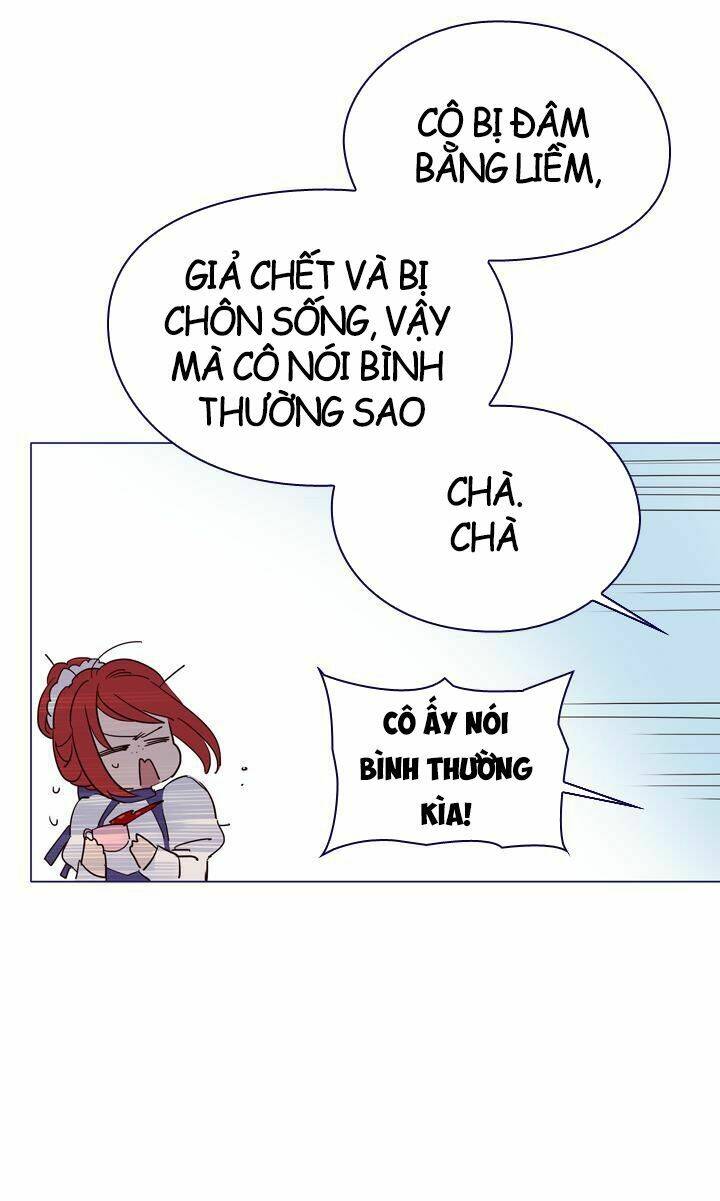 CÔ BỊ ĐÂM
BẰNG LIỀM,
GIẢ CHẾT VÀ BỊ
CHÔN SỐNG, VẬY
MÀ CÔ NÓI BÌNH
THƯỜNG SAO
CHÀ.
CHÀ
CÔ ẤY NÓI
BÌNH THƯỜNG
KÌA!